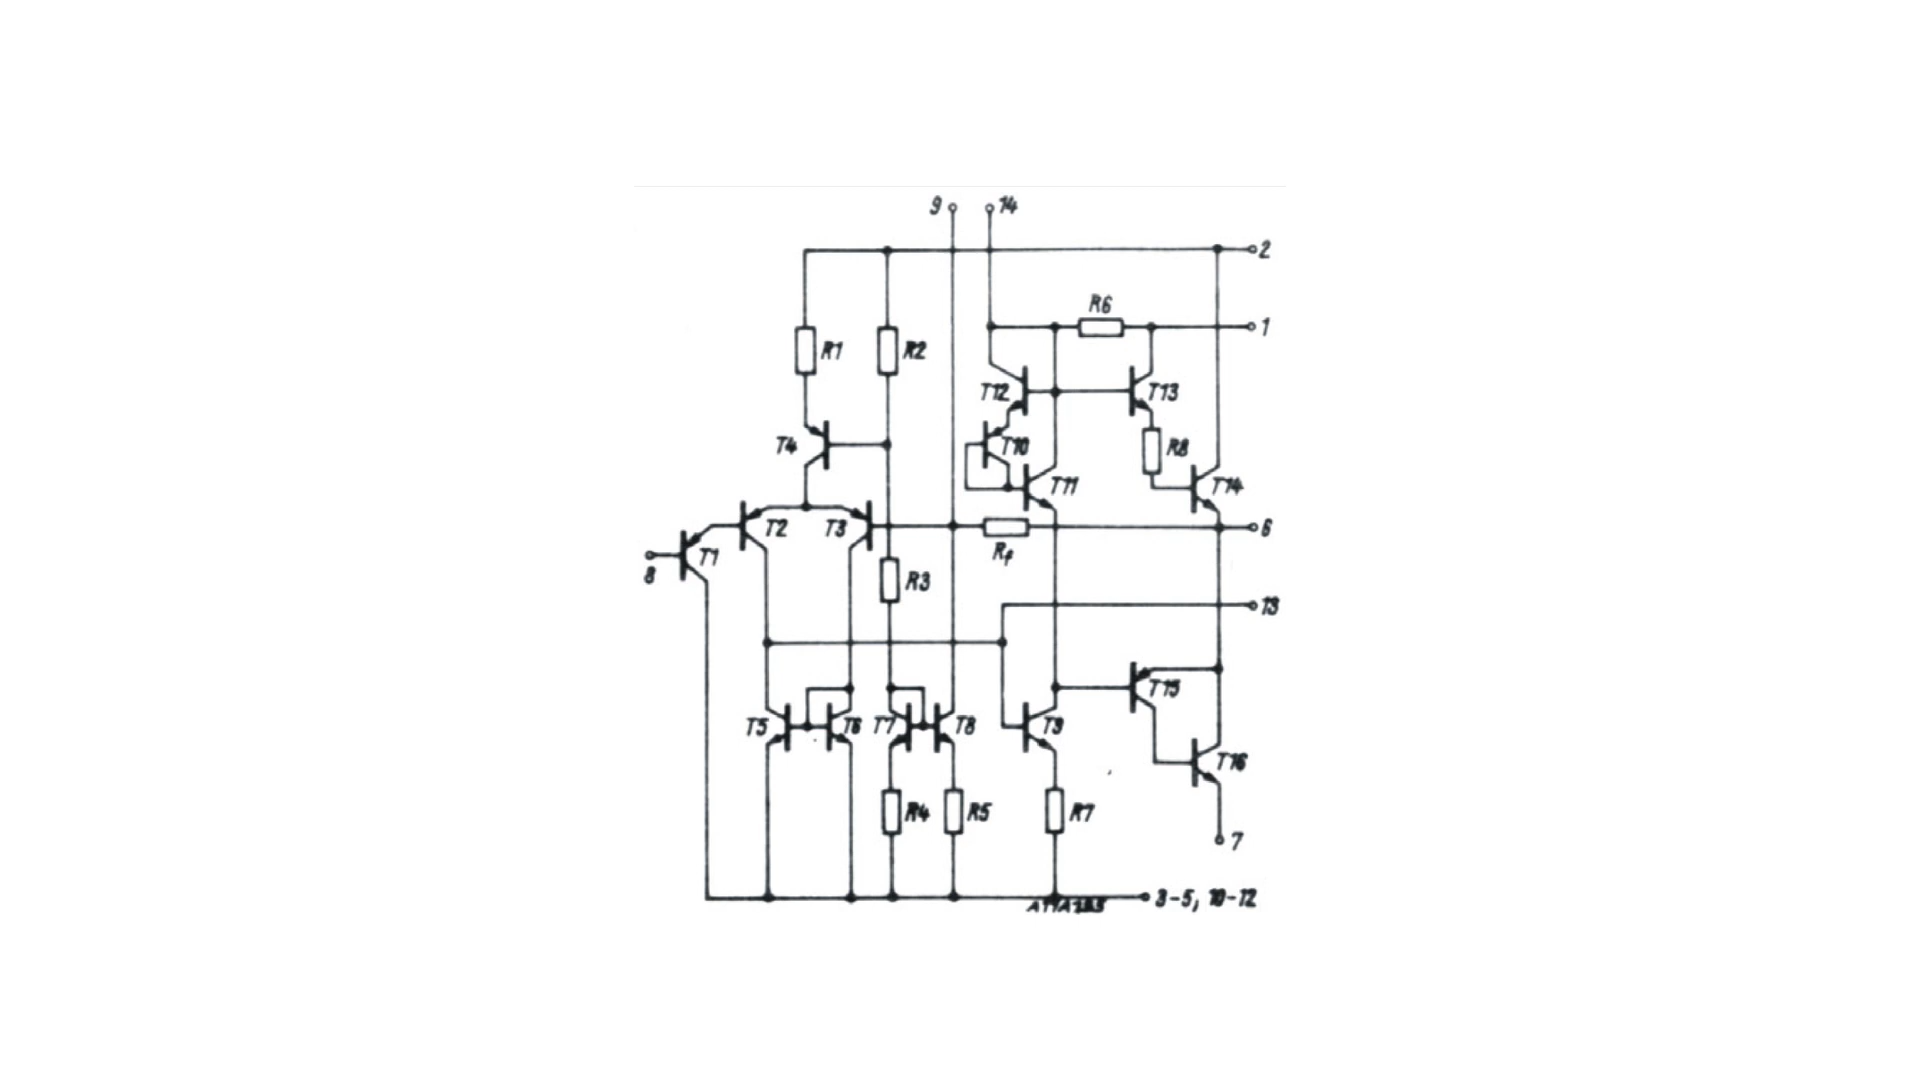 9 14
2
R6
1
R1 R2
T12 T13
T4 T10 R8
T11 T14
T2 T3 6
8 T1 Rf
R3
13
T15
T5 T6 T7 T8 T9
T16
R4 R5 R7
7
3-5, 10-12